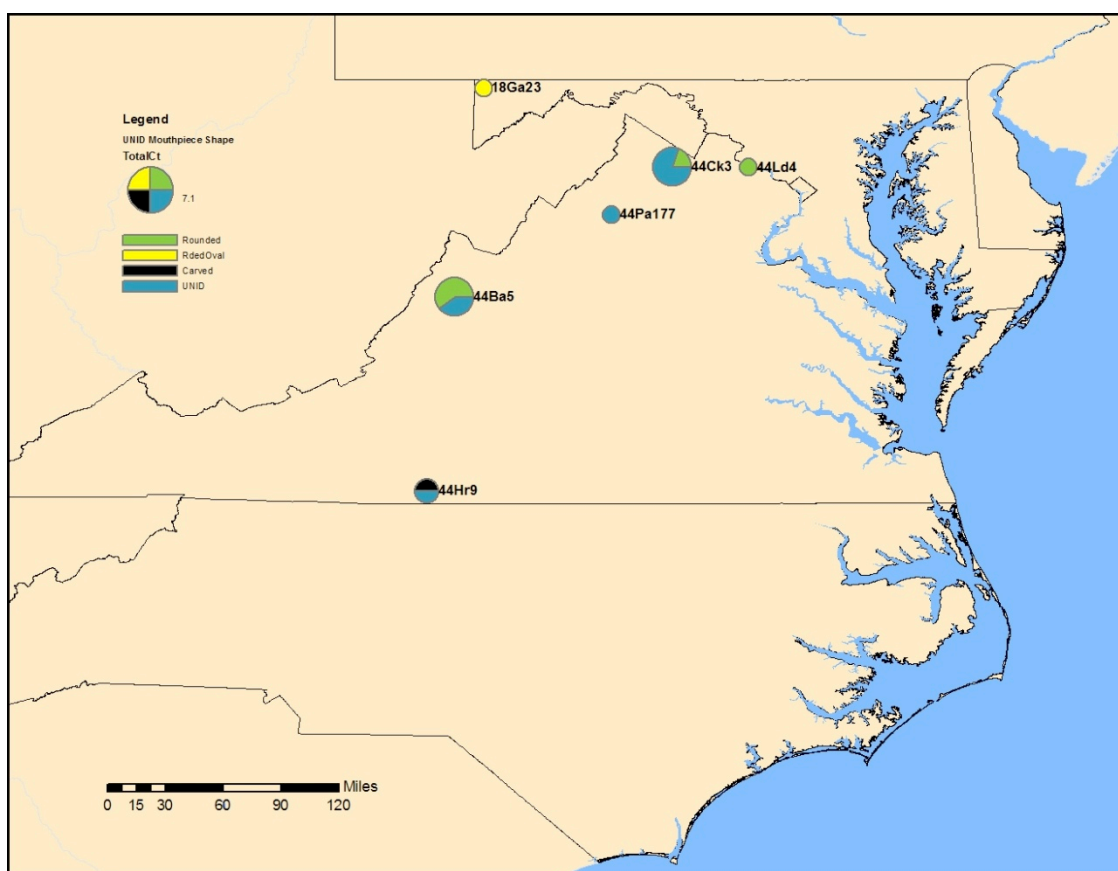 18Ga23
Legend
UNID Mouthpiece Shape
TotalCt
7.1
Rounded
RdedOval
Carved
UNID
44Ck3
44Ld4
44Pa177
44Ba5
44Hr9
Miles
0 15 30 60 90 120